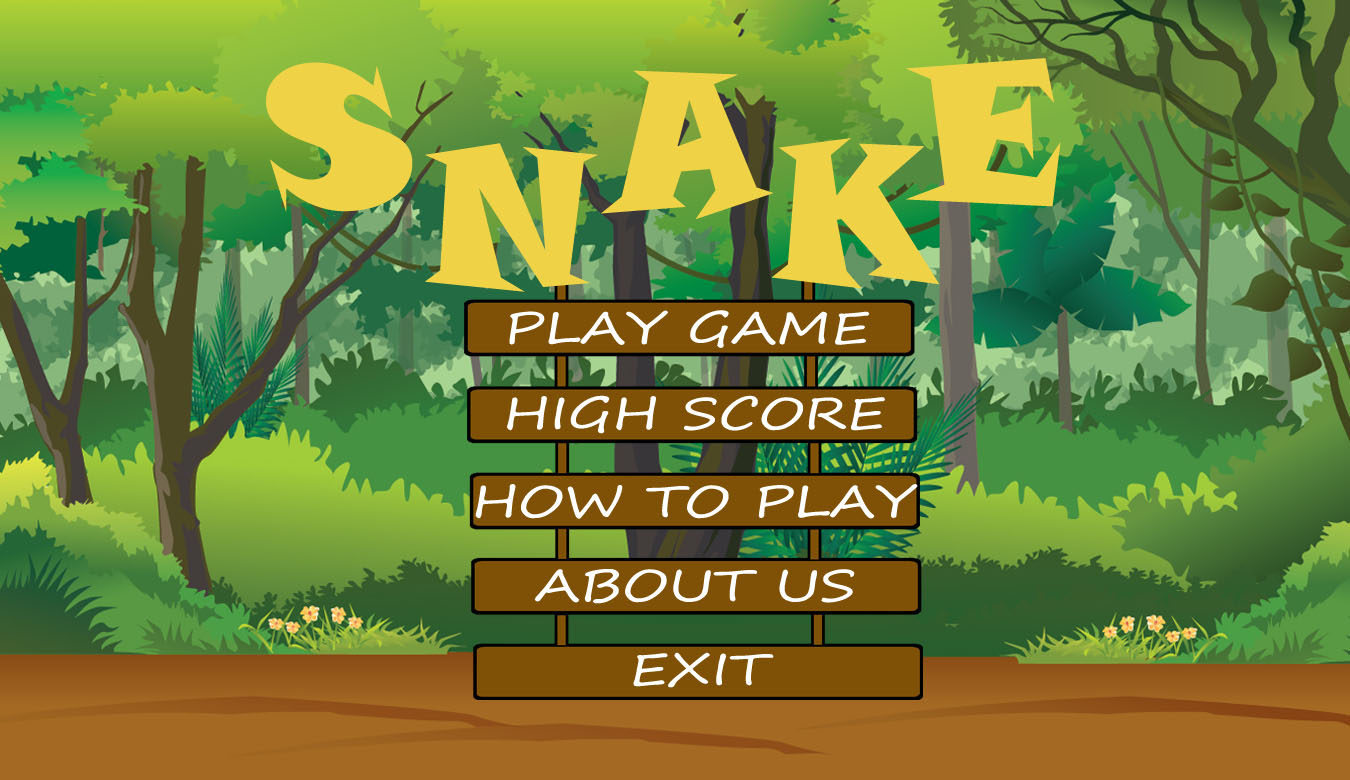 SNAKE
PLAY GAME
HIGH SCORE
HOW TO PLAY
ABOUT US
EXIT